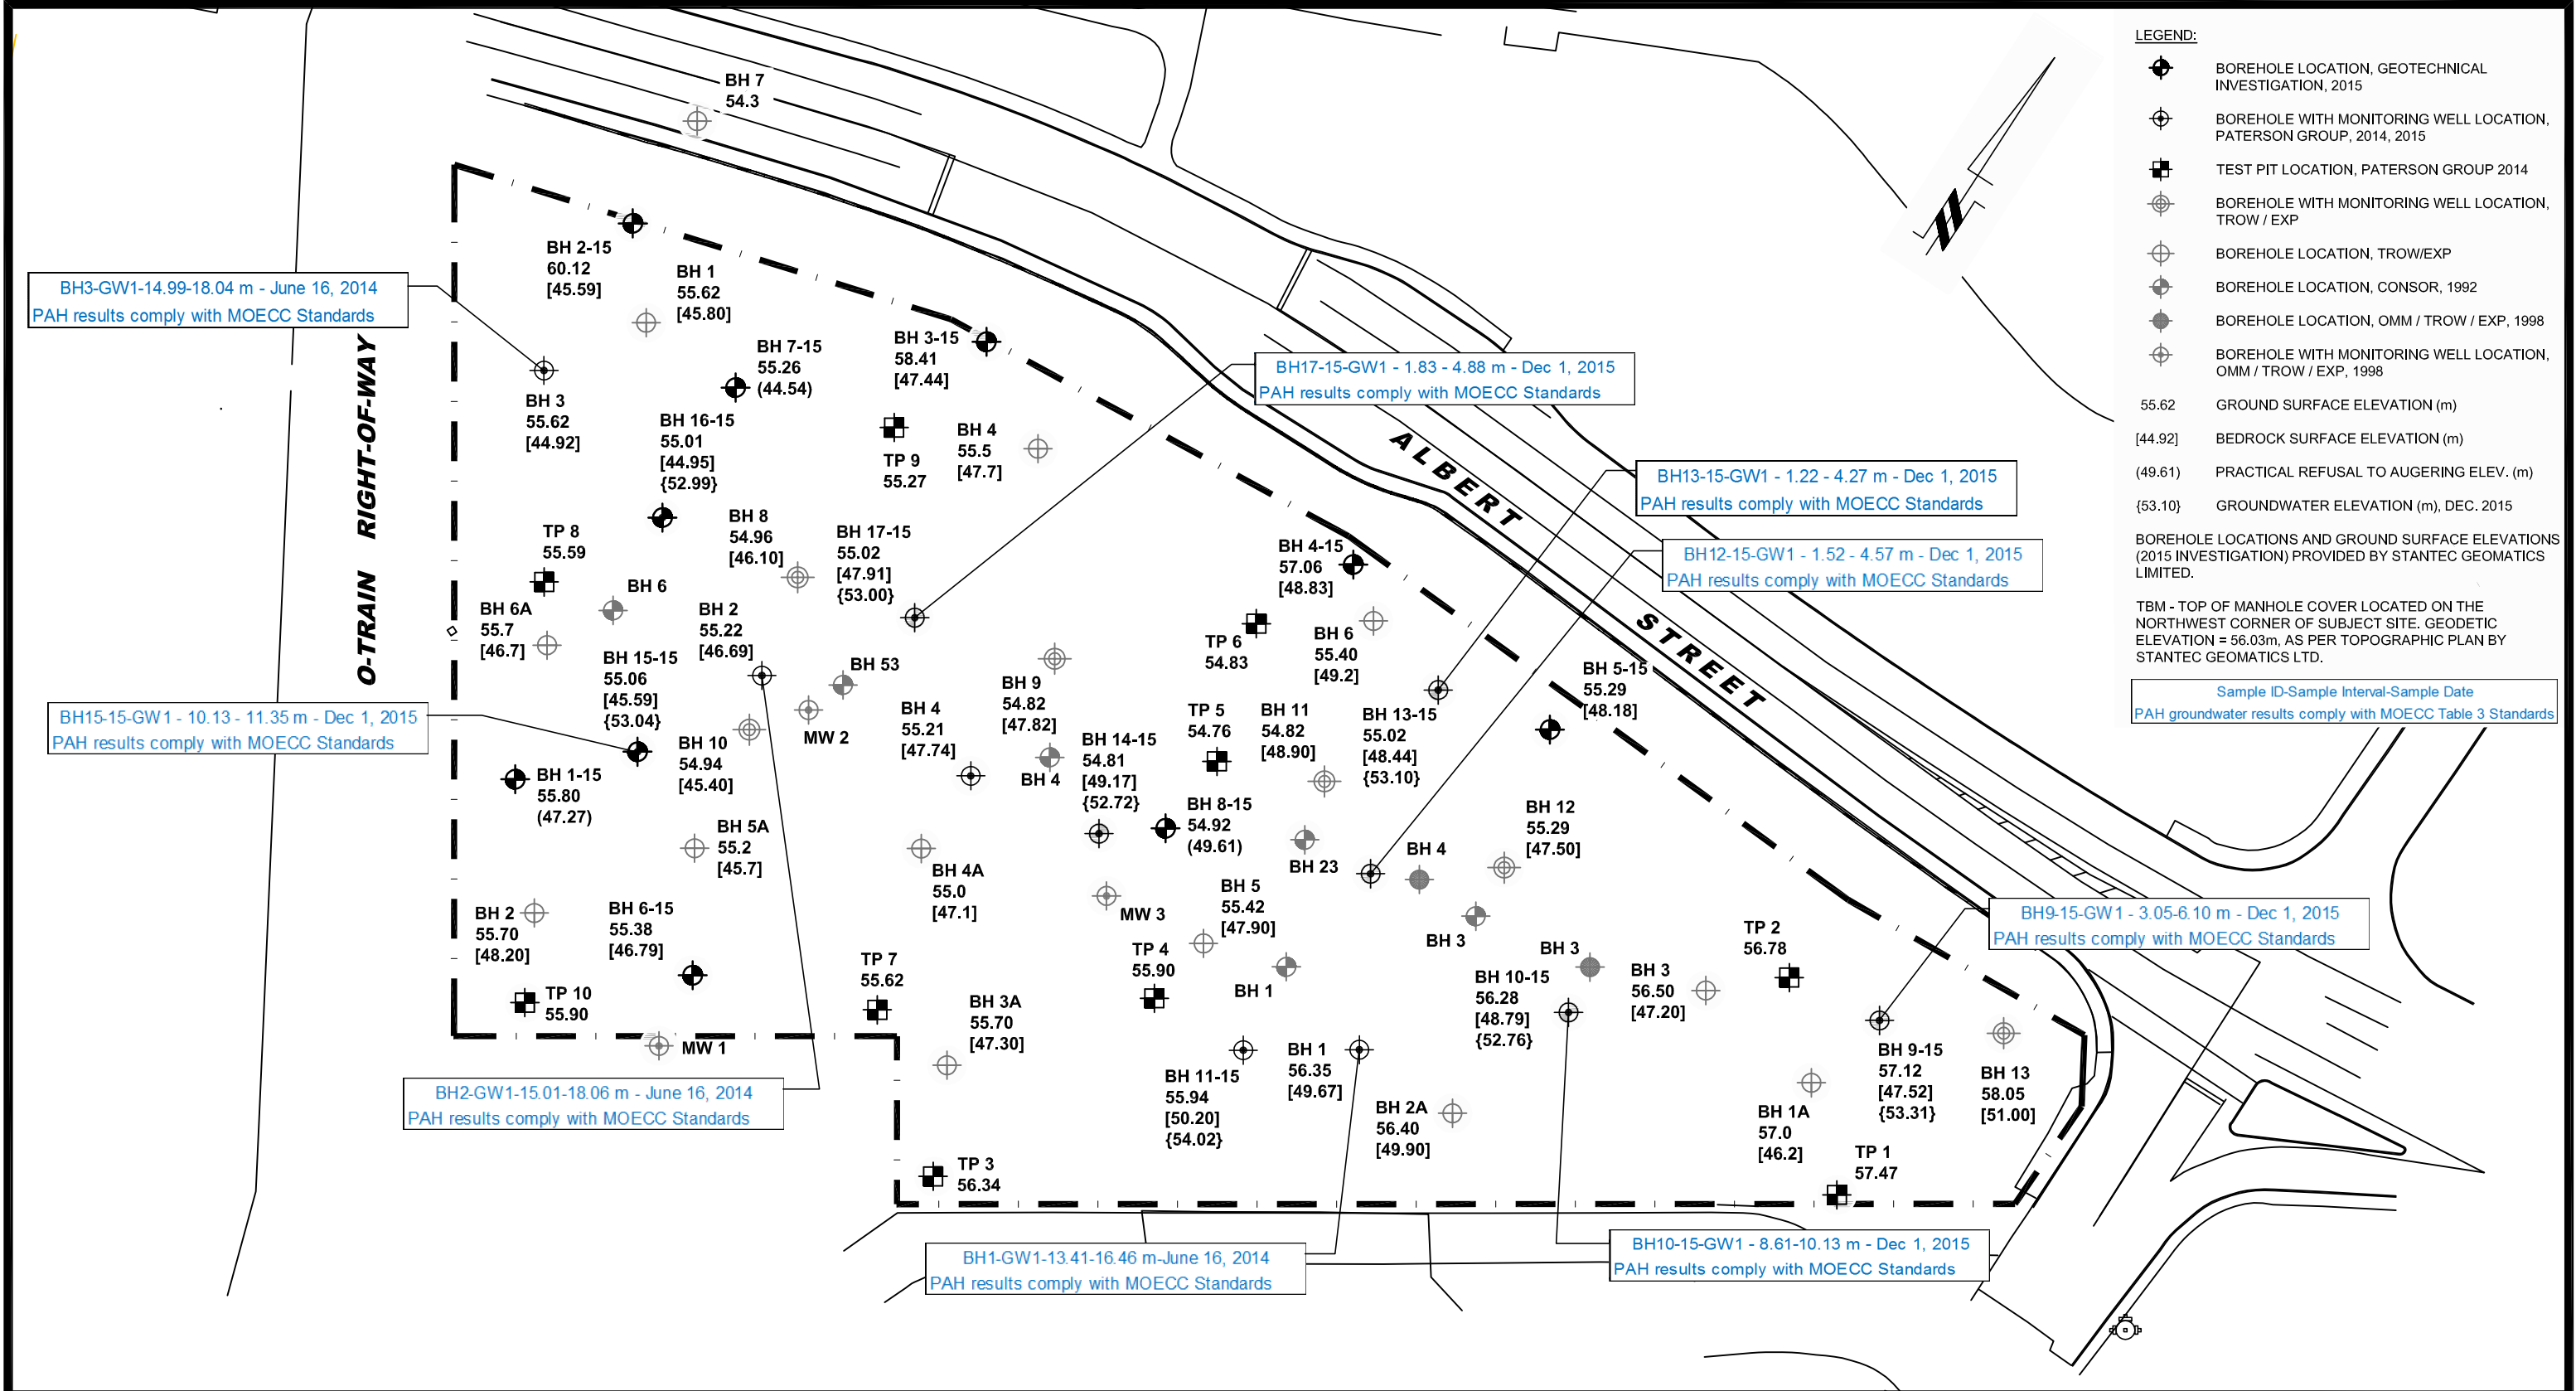 BH 7
54.3
BH 2-15
60.12
[45.59]
BH 1
55.62
[45.80]
BH3-GW1-14.99-18.04 m - June 16, 2014
PAH results comply with MOECC Standards
BH 3
55.62
[44.92]
BH 7-15
55.26
(44.54)
BH 3-15
58.41
[47.44]
BH17-15-GW1 - 1.83 - 4.88 m - Dec 1, 2015
PAH results comply with MOECC Standards
BH 16-15
55.01
[44.95]
{52.99}
TP 9
55.27
BH 4
55.5
[47.7]
O-TRAIN RIGHT-OF-WAY
ALBERT STREET
BH13-15-GW1 - 1.22 - 4.27 m - Dec 1, 2015
PAH results comply with MOECC Standards
BH12-15-GW1 - 1.52 - 4.57 m - Dec 1, 2015
PAH results comply with MOECC Standards
TP 8
55.59
BH 8
54.96
[46.10]
BH 17-15
55.02
[47.91]
{53.00}
BH 4-15
57.06
[48.83]
BH 6
BH 6A
55.7
[46.7]
BH 2
55.22
[46.69]
TP 6
54.83
BH 6
55.40
[49.2]
BH 15-15
55.06
[45.59]
{53.04}
BH 53
BH 9
54.82
[47.82]
BH 5-15
55.29
[48.18]
BH15-15-GW1 - 10.13 - 11.35 m - Dec 1, 2015
PAH results comply with MOECC Standards
MW 2
BH 10
54.94
[45.40]
BH 4
55.21
[47.74]
BH 4
BH 14-15
54.81
[49.17]
{52.72}
TP 5
54.76
BH 11
54.82
[48.90]
BH 13-15
55.02
[48.44]
{53.10}
BH 1-15
55.80
(47.27)
BH 8-15
54.92
(49.61)
BH 12
55.29
[47.50]
BH 5A
55.2
[45.7]
BH 4A
55.0
[47.1]
BH 23
BH 4
BH 2
55.70
[48.20]
BH 6-15
55.38
[46.79]
MW 3
BH 5
55.42
[47.90]
BH 3
BH9-15-GW1 - 3.05-6.10 m - Dec 1, 2015
PAH results comply with MOECC Standards
TP 2
56.78
TP 10
55.90
TP 7
55.62
TP 4
55.90
BH 1
BH 3
BH 10-15
56.28
[48.79]
{52.76}
BH 3
56.50
[47.20]
MW 1
BH 3A
55.70
[47.30]
BH 11-15
55.94
[50.20]
{54.02}
BH 1
56.35
[49.67]
BH 9-15
57.12
[47.52]
{53.31}
BH 13
58.05
[51.00]
BH2-GW1-15.01-18.06 m - June 16, 2014
PAH results comply with MOECC Standards
BH 2A
56.40
[49.90]
BH 1A
57.0
[46.2]
TP 3
56.34
TP 1
57.47
BH1-GW1-13.41-16.46 m-June 16, 2014
PAH results comply with MOECC Standards
BH10-15-GW1 - 8.61-10.13 m - Dec 1, 2015
PAH results comply with MOECC Standards
LEGEND:
BOREHOLE LOCATION, GEOTECHNICAL
INVESTIGATION, 2015
BOREHOLE WITH MONITORING WELL LOCATION,
PATERSON GROUP, 2014, 2015
TEST PIT LOCATION, PATERSON GROUP 2014
BOREHOLE WITH MONITORING WELL LOCATION,
TROW / EXP
BOREHOLE LOCATION, TROW/EXP
BOREHOLE LOCATION, CONSOR, 1992
BOREHOLE LOCATION, OMM / TROW / EXP, 1998
BOREHOLE WITH MONITORING WELL LOCATION,
OMM / TROW / EXP, 1998
55.62 GROUND SURFACE ELEVATION (m)
[44.92] BEDROCK SURFACE ELEVATION (m)
(49.61) PRACTICAL REFUSAL TO AUGERING ELEV. (m)
{53.10} GROUNDWATER ELEVATION (m), DEC. 2015
BOREHOLE LOCATIONS AND GROUND SURFACE ELEVATIONS
(2015 INVESTIGATION) PROVIDED BY STANTEC GEOMATICS
LIMITED.
TBM - TOP OF MANHOLE COVER LOCATED ON THE
NORTHWEST CORNER OF SUBJECT SITE. GEODETIC
ELEVATION = 56.03m, AS PER TOPOGRAPHIC PLAN BY
STANTEC GEOMATICS LTD.
Sample ID-Sample Interval-Sample Date
PAH groundwater results comply with MOECC Table 3 Standards